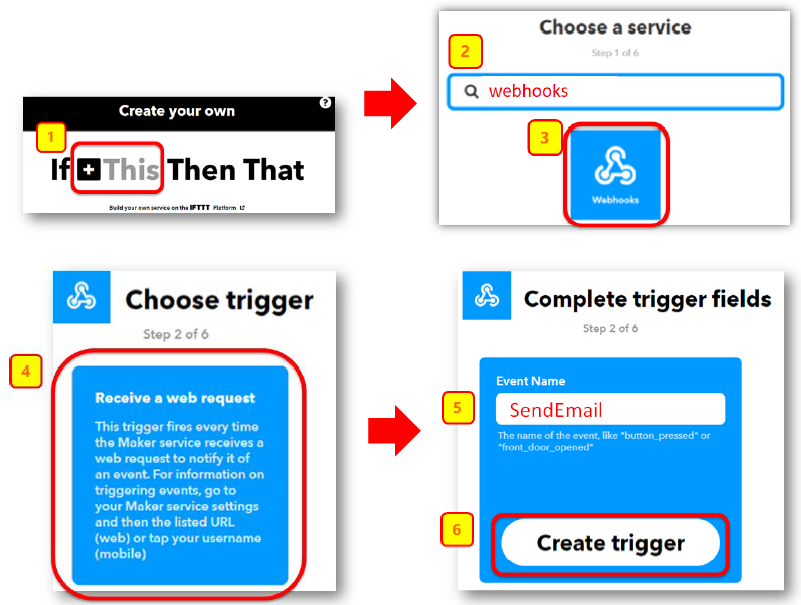 Create your own
?
1
If This Then That
Build your own service on the IFTTT Platform
Choose a service
Step 1 of 6
2
webhooks
3
Webhooks
Choose trigger
Step 2 of 6
4
Receive a web request
This trigger fires every time
the Maker service receives a
web request to notify it of
an event. For information on
triggering events, go to
your Maker service settings
and then the listed URL
(web) or tap your username
(mobile)
Complete trigger fields
Step 2 of 6
Event Name
5
SendEmail
The name of the event, like "button_pressed" or
"front_door_opened"
6
Create trigger